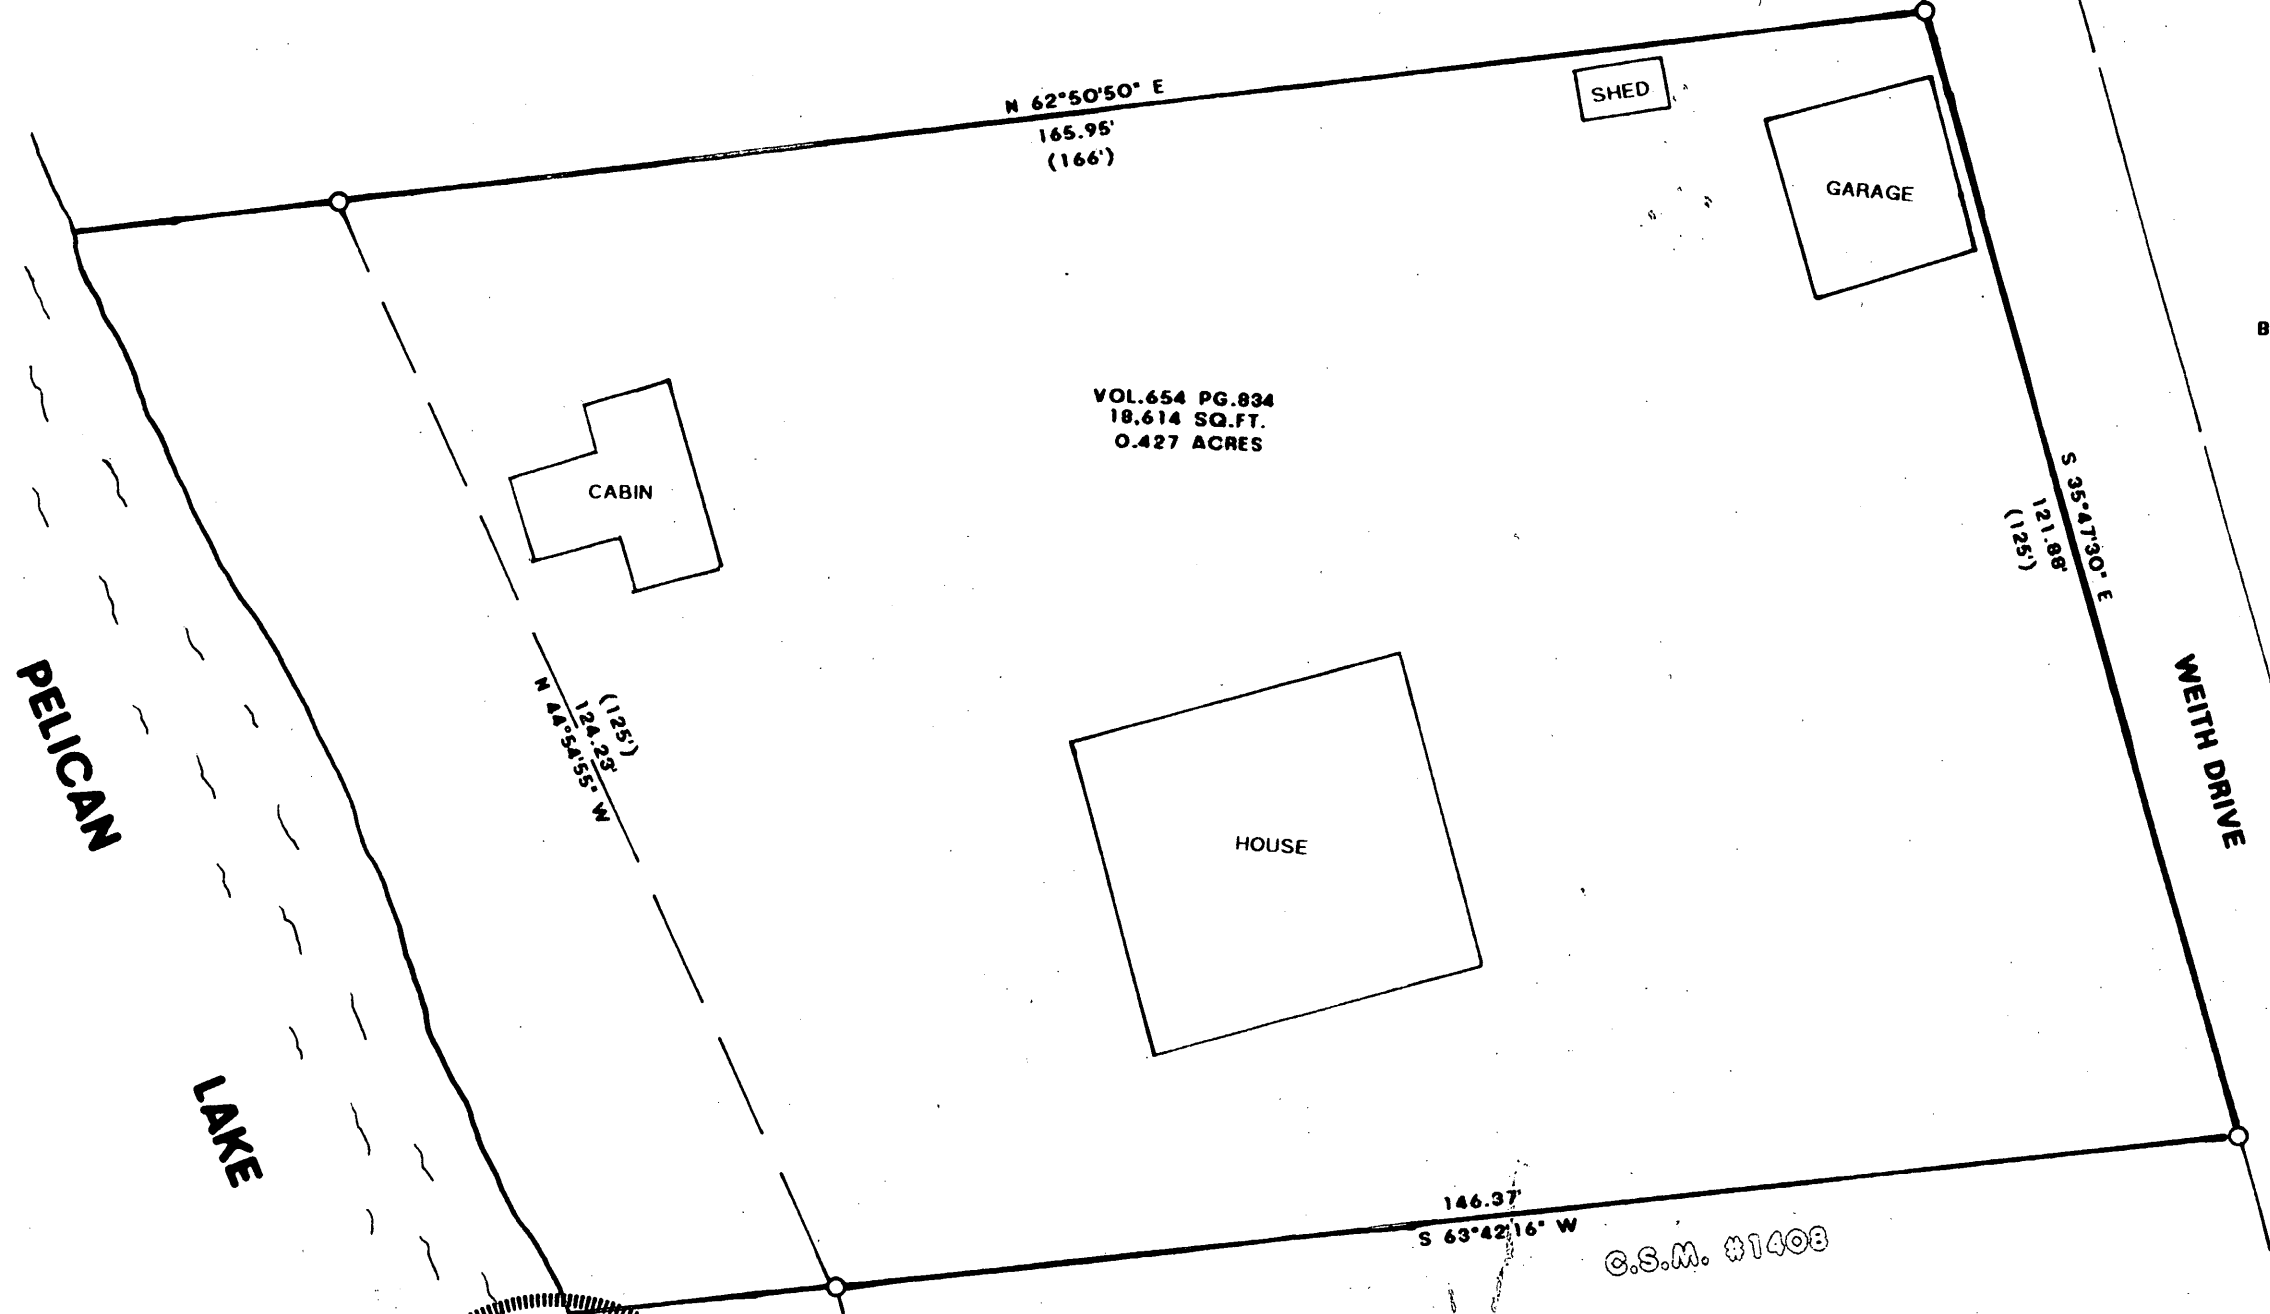 N 62°50'50" E
165.95'
(166')
SHED
GARAGE
VOL.654 PG.834
18,614 SQ.FT.
0.427 ACRES
CABIN
S 35°47'30" E
121.88'
(125')
B
WEITH DRIVE
(125')
124.23'
N 44°54'55" W
PELICAN
LAKE
HOUSE
146.37'
S 63°42'16" W
C.S.M. #1408